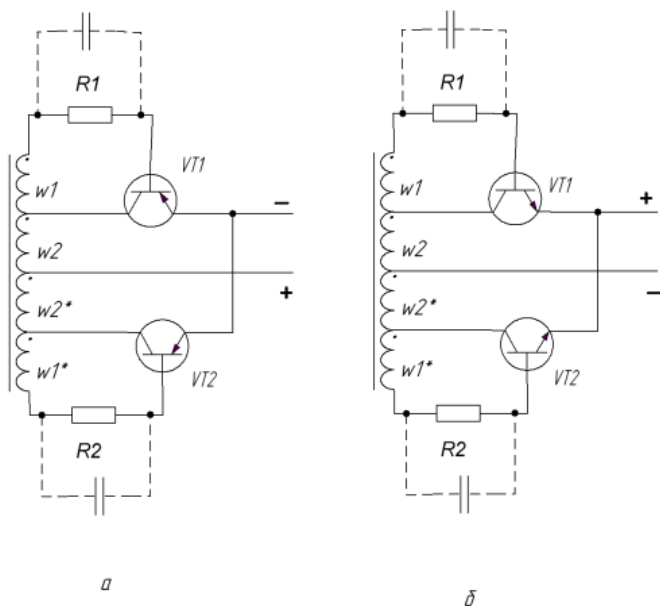 R1
VT1
w1
−
w2
+
w2*
w1*
VT2
R2
а
R1
VT1
w1
+
w2
−
w2*
w1*
VT2
R2
б